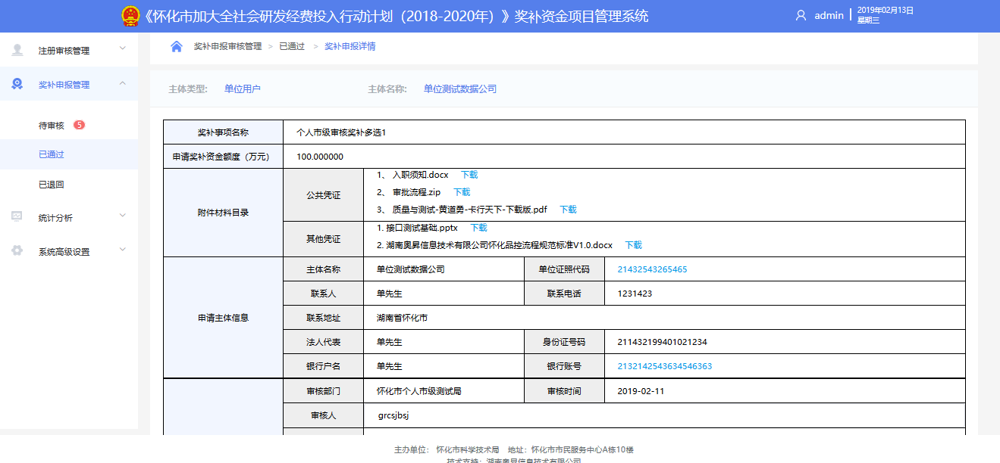 《怀化市加大全社会研发经费投入行动计划（2018-2020年）》奖补资金项目管理系统
admin
2019年02月13日
星期三
注册审核管理
奖补申报管理
待审核 5
已通过
已退回
统计分析
系统高级设置
奖补申报审核管理 > 已通过 > 奖补申报详情
主体类型: 单位用户 主体名称: 单位测试数据公司
奖补事项名称 个人市级审核奖补多选1
申请奖补资金额度（万元） 100.000000
附件材料目录
公共凭证
1、 入职须知.docx 下载
2、 审批流程.zip 下载
3、 质量与测试-黄道勇-卡行天下-下载版.pdf 下载
其他凭证
1. 接口测试基础.pptx 下载
2. 湖南奥昇信息技术有限公司怀化品控流程规范标准V1.0.docx 下载
申请主体信息
主体名称 单位测试数据公司 单位证照代码 21432543265465
联系人 单先生 联系电话 1231423
联系地址 湖南省怀化市
法人代表 单先生 身份证号码 211432199401021234
银行户名 单先生 银行账号 2132142543634546363
审核部门 怀化市个人市级测试局 审核时间 2019-02-11
审核人 grcsjbsj
主办单位： 怀化市科学技术局 地址：怀化市市民服务中心A栋10楼
技术支持：湖南奥昇信息技术有限公司